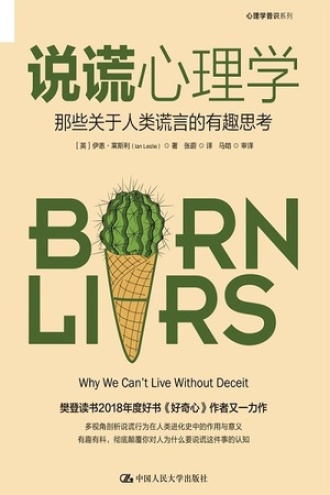 心理学普识系列
说谎心理学
那些关于人类谎言的有趣思考
[英] 伊恩·莱斯利（Ian Leslie）◎ 著 张蔚 ◎ 译 马皑 ◎ 审译
B RN
LI RS
Why We Can't Live Without Deceit
樊登读书2018年度好书《好奇心》作者又一力作
多视角剖析说谎行为在人类进化史中的作用与意义
有趣有料，彻底颠覆你对人为什么要说谎这件事的认知
中国人民大学出版社